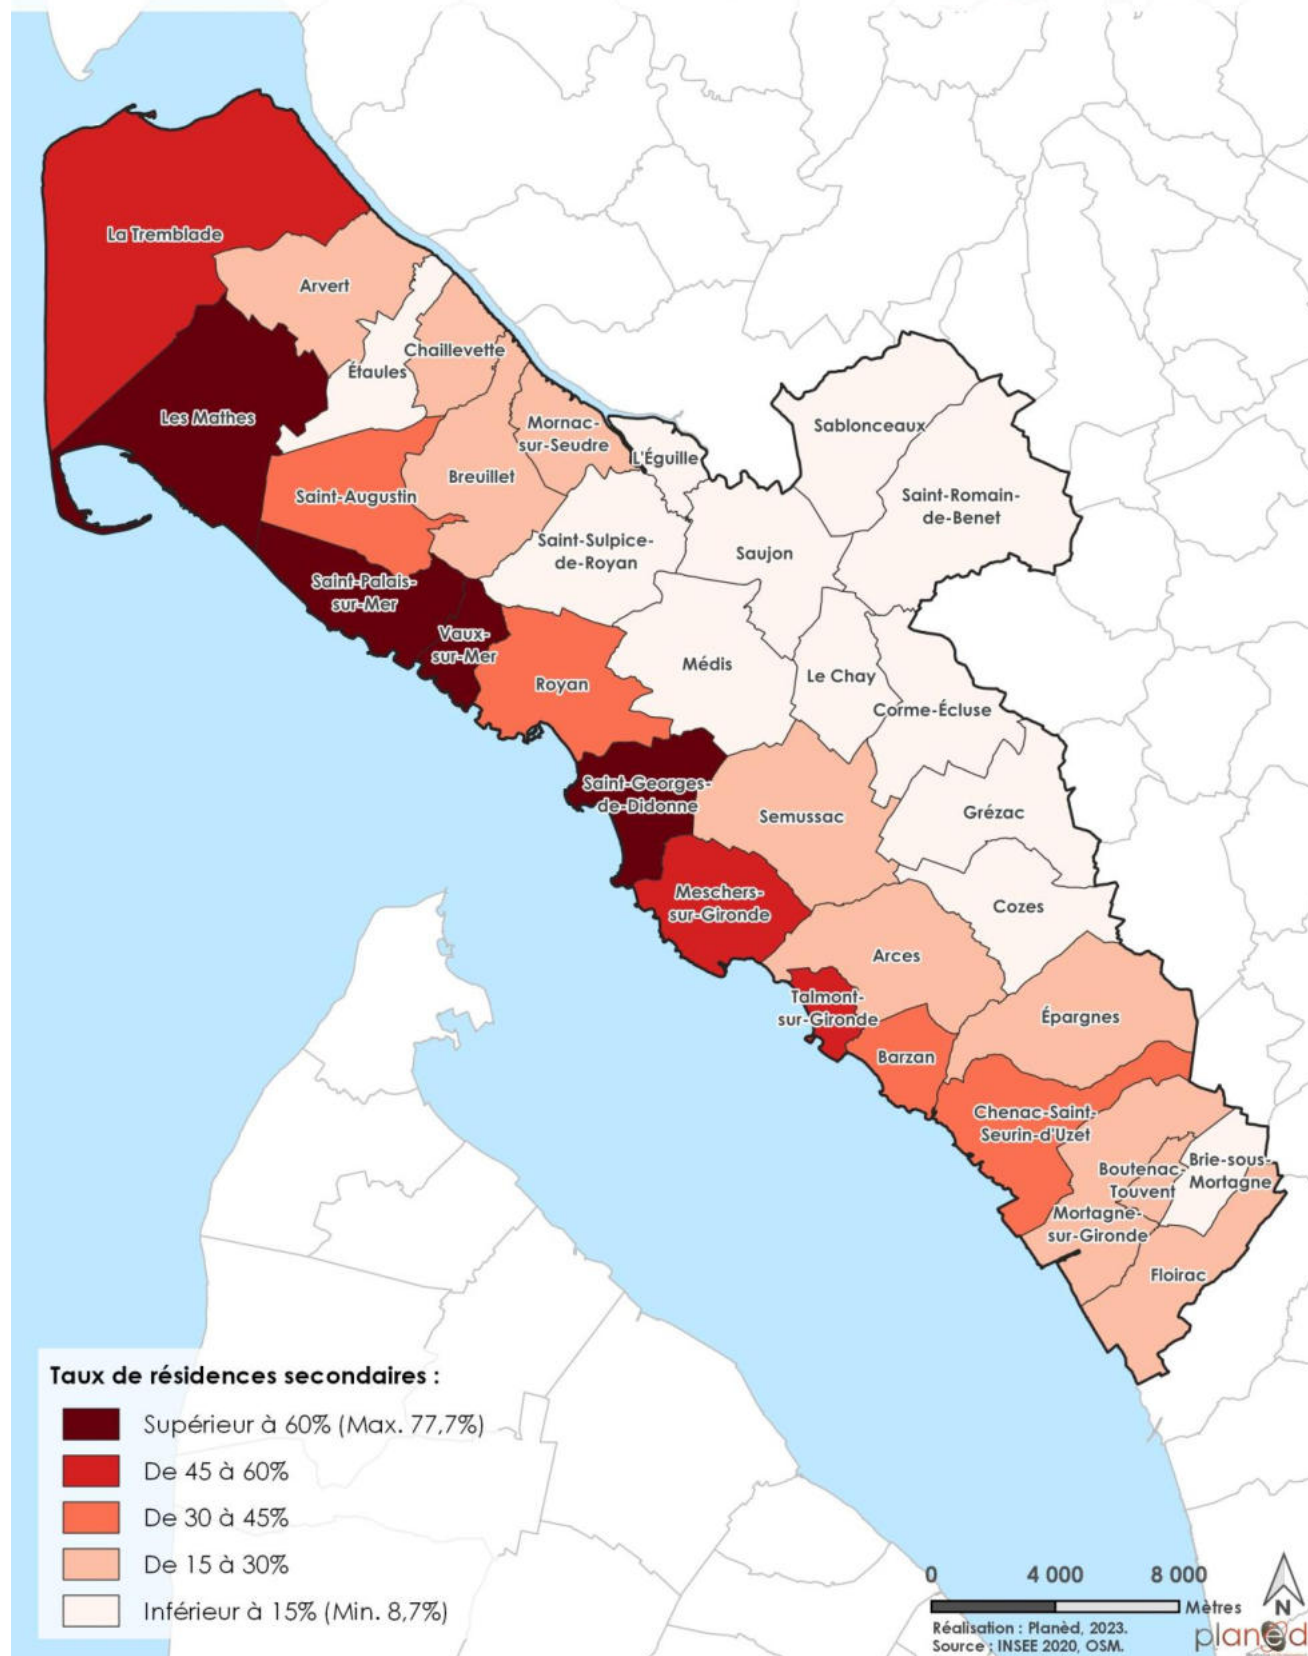 La Tremblade
Arvert
Chaillevette
Étaules
Les Mathes
Mornac-
sur-Seudre
Sablonceaux
L'Éguille
Breuillet
Saint-Augustin
Saint-Romain-
de-Benet
Saint-Sulpice-
de-Royan
Saujon
Saint-Palais-
sur-Mer
Vaux-
sur-Mer
Médis
Le Chay
Royan
Corme-Écluse
Saint-Georges-
de-Didonne
Semussac
Grézac
Meschers-
sur-Gironde
Cozes
Arces
Talmont-
sur-Gironde
Épargnes
Barzan
Chenac-Saint-
Seurin-d'Uzet
Boutenac-
Touvent
Brie-sous-
Mortagne
Mortagne-
sur-Gironde
Floirac
Taux de résidences secondaires :
Supérieur à 60% (Max. 77,7%)
De 45 à 60%
De 30 à 45%
De 15 à 30%
Inférieur à 15% (Min. 8,7%)
0 4 000 8 000
Mètres
N
Réalisation : Planèd, 2023.
Source : INSEE 2020, OSM.
planèd